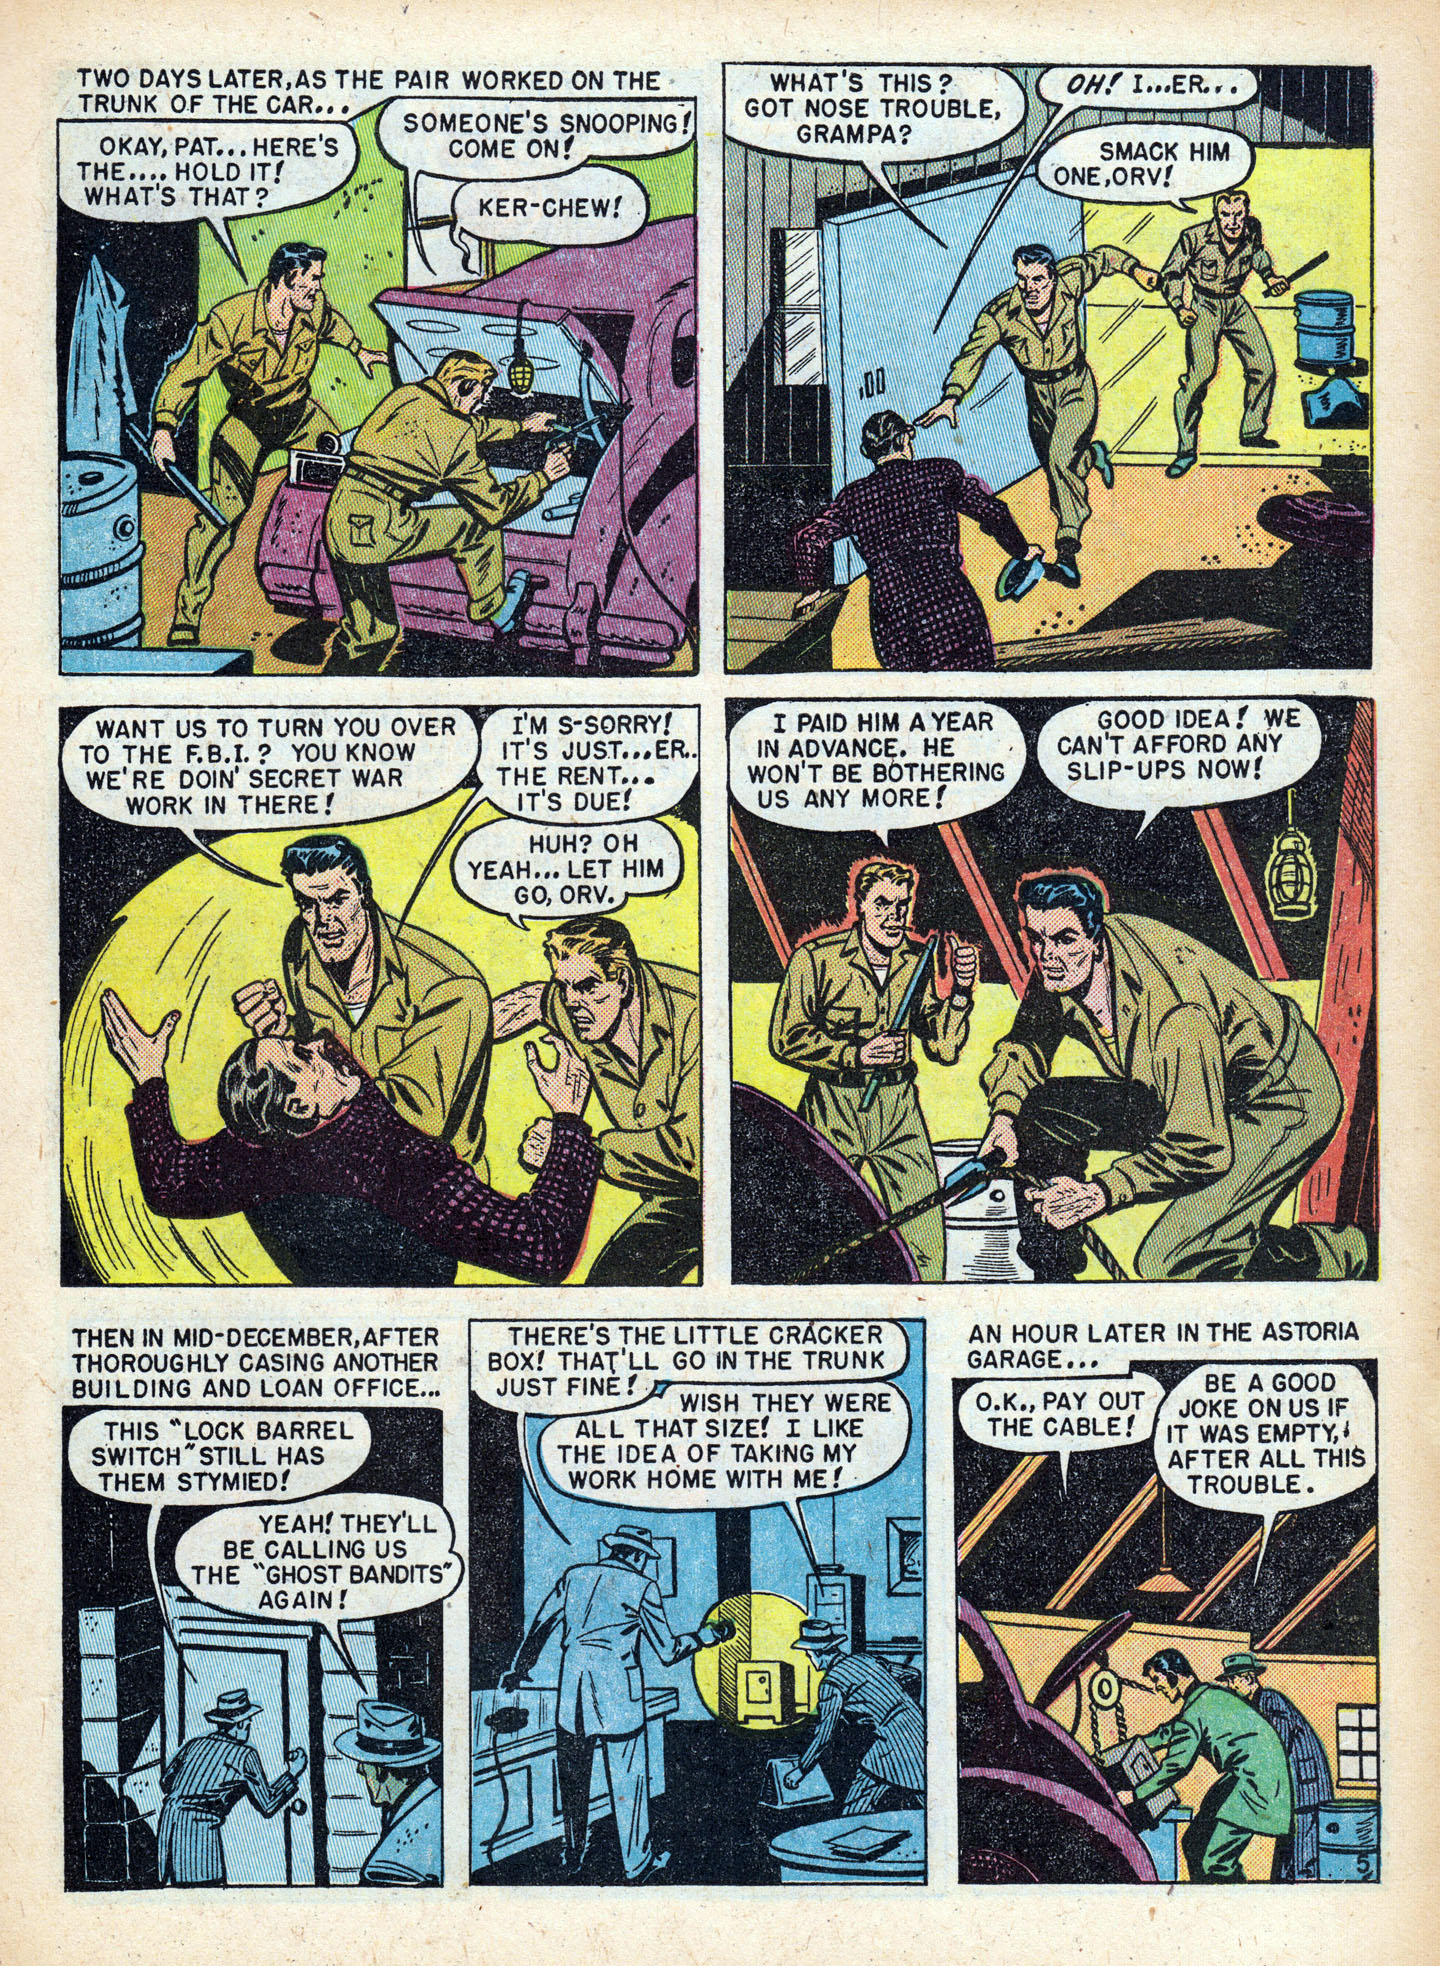 TWO DAYS LATER, AS THE PAIR WORKED ON THE
TRUNK OF THE CAR...
OKAY, PAT... HERE'S
THE.... HOLD IT!
WHAT'S THAT?
SOMEONE'S SNOOPING!
COME ON!
KER-CHEW!
WHAT'S THIS?
GOT NOSE TROUBLE,
GRAMPA?
OH! I...ER...
SMACK HIM
ONE, ORV!
WANT US TO TURN YOU OVER
TO THE F.B.I.? YOU KNOW
WE'RE DOIN' SECRET WAR
WORK IN THERE!
I'M S-SORRY!
IT'S JUST...ER..
THE RENT...
IT'S DUE!
HUH? OH
YEAH... LET HIM
GO, ORV.
I PAID HIM A YEAR
IN ADVANCE. HE
WON'T BE BOTHERING
US ANY MORE!
GOOD IDEA! WE
CAN'T AFFORD ANY
SLIP-UPS NOW!
THEN IN MID-DECEMBER, AFTER
THOROUGHLY CASING ANOTHER
BUILDING AND LOAN OFFICE...
THIS "LOCK BARREL
SWITCH" STILL HAS
THEM STYMIED!
YEAH! THEY'LL
BE CALLING US
THE "GHOST BANDITS"
AGAIN!
THERE'S THE LITTLE CRACKER
BOX! THAT'LL GO IN THE TRUNK
JUST FINE!
WISH THEY WERE
ALL THAT SIZE! I LIKE
THE IDEA OF TAKING MY
WORK HOME WITH ME!
AN HOUR LATER IN THE ASTORIA
GARAGE...
O.K., PAY OUT
THE CABLE!
BE A GOOD
JOKE ON US IF
IT WAS EMPTY,
AFTER ALL THIS
TROUBLE.
5